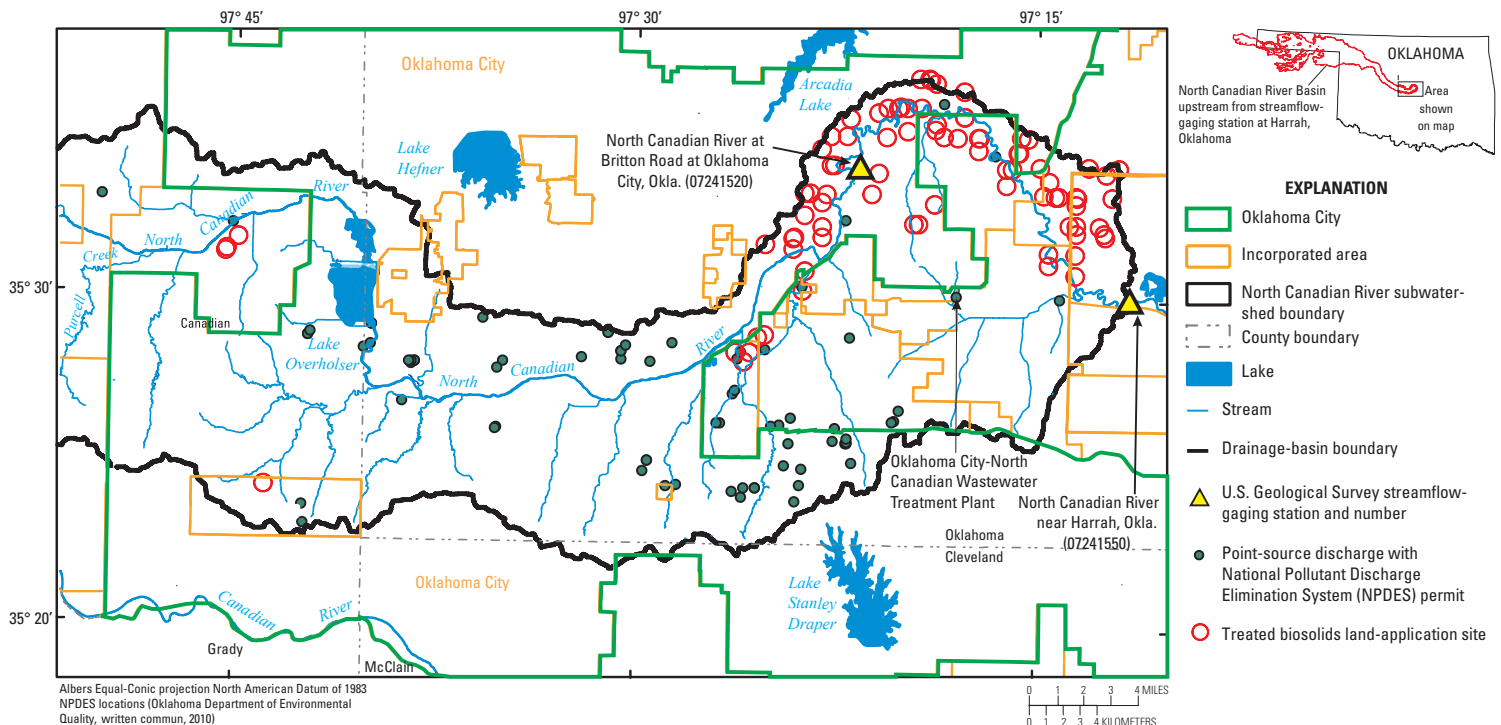 97° 45′
97° 30′
97° 15′
35° 30′
35° 20′
Oklahoma City
Arcadia
Lake
Lake
Hefner
North Canadian River at
Britton Road at Oklahoma
City, Okla. (07241520)
River
Canadian
North
Creek
Purcell
Canadian
Lake
Overholser
North
Canadian
River
Oklahoma City-North
Canadian Wastewater
Treatment Plant
North Canadian River
near Harrah, Okla.
(07241550)
Oklahoma
Cleveland
Oklahoma City
Lake
Stanley
Draper
Canadian
River
Grady
McClain
Albers Equal-Conic projection North American Datum of 1983
NPDES locations (Oklahoma Department of Environmental
Quality, written commun, 2010)
0 1 2 3 4 MILES
0 1 2 3 4 KILOMETERS
OKLAHOMA
North Canadian River Basin
upstream from streamflow-
gaging station at Harrah,
Oklahoma
Area
shown
on map
EXPLANATION
Oklahoma City
Incorporated area
North Canadian River subwater-
shed boundary
County boundary
Lake
Stream
Drainage-basin boundary
U.S. Geological Survey streamflow-
gaging station and number
Point-source discharge with
National Pollutant Discharge
Elimination System (NPDES) permit
Treated biosolids land-application site